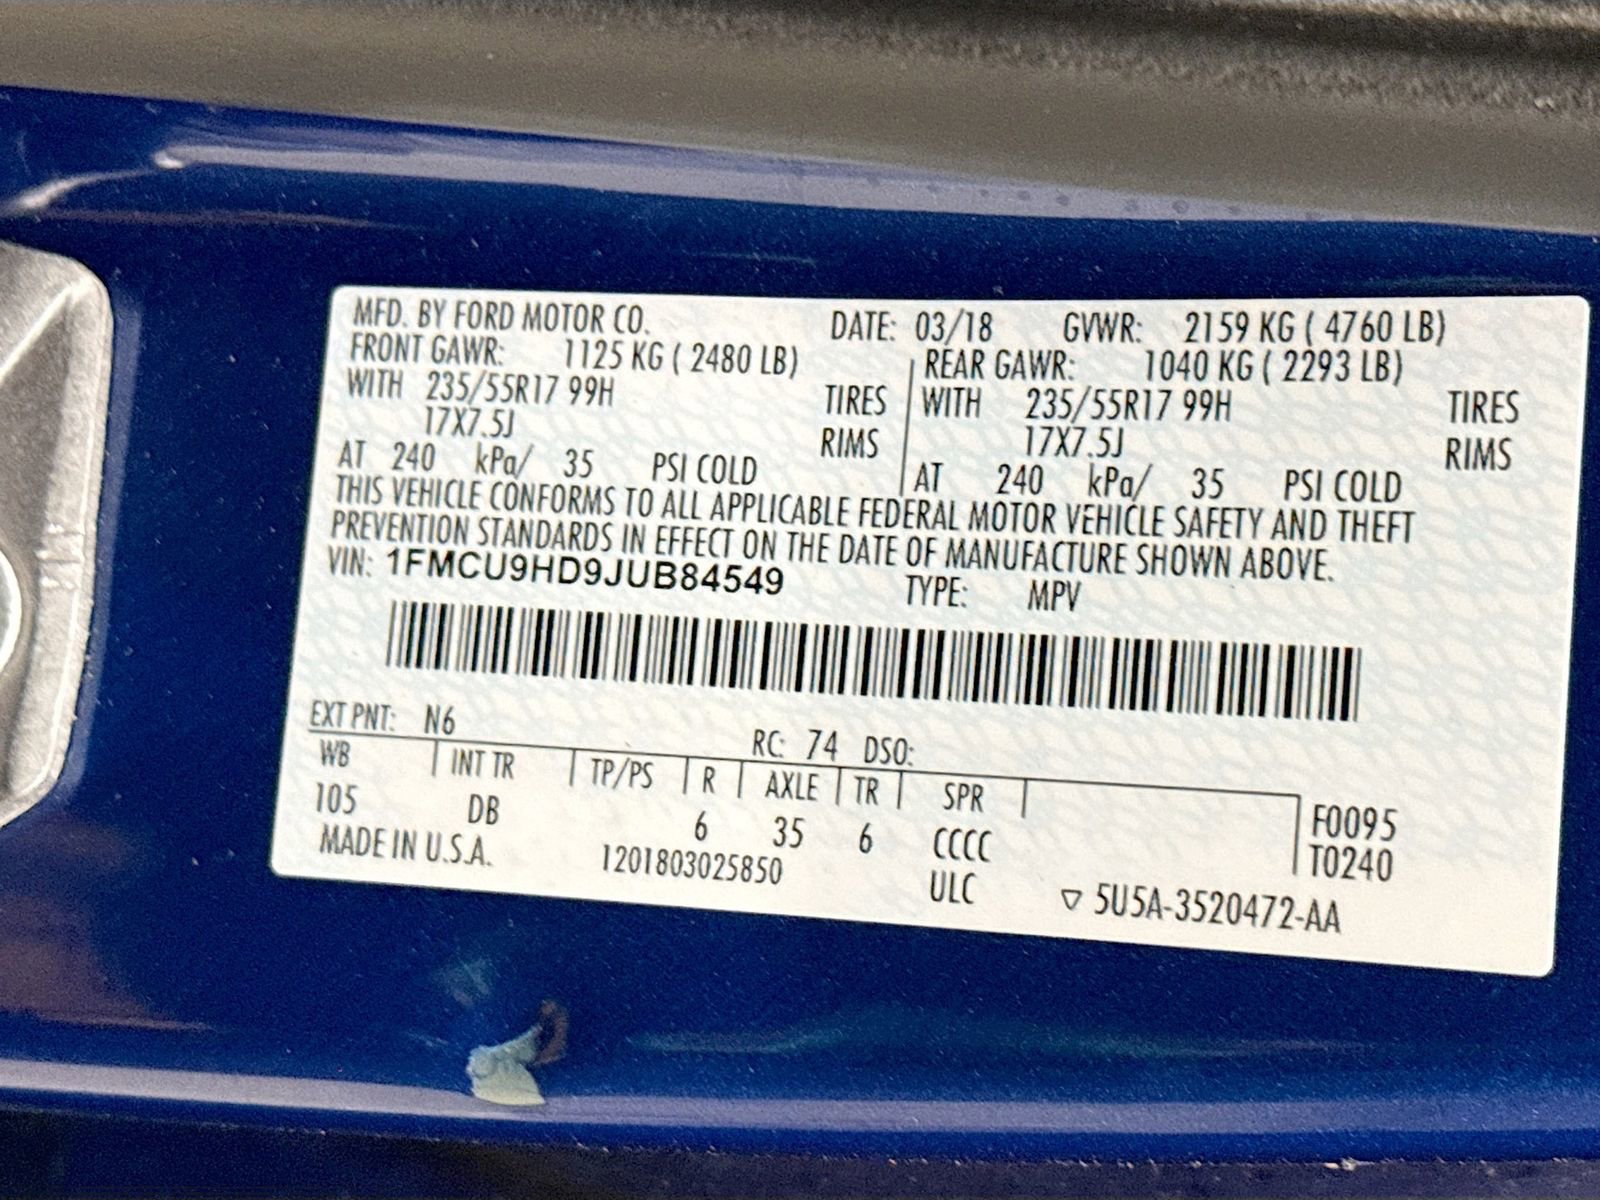 MFD. BY FORD MOTOR CO. DATE: 03/18 GVWR: 2159 KG ( 4760 LB)
FRONT GAWR: 1125 KG ( 2480 LB) REAR GAWR: 1040 KG ( 2293 LB)
WITH 235/55R17 99H TIRES WITH 235/55R17 99H TIRES
17X7.5J RIMS 17X7.5J RIMS
AT 240 kPa/ 35 PSI COLD AT 240 kPa/ 35 PSI COLD
THIS VEHICLE CONFORMS TO ALL APPLICABLE FEDERAL MOTOR VEHICLE SAFETY AND THEFT
PREVENTION STANDARDS IN EFFECT ON THE DATE OF MANUFACTURE SHOWN ABOVE.
VIN: 1FMCU9HD9JUB84549 TYPE: MPV
EXT PNT: N6 RC: 74 DSO:
WB INT TR TP/PS R AXLE TR SPR
105 DB 6 35 6 CCCC F0095
ULC T0240
MADE IN U.S.A. 1201803025850 ▽ 5U5A-3520472-AA